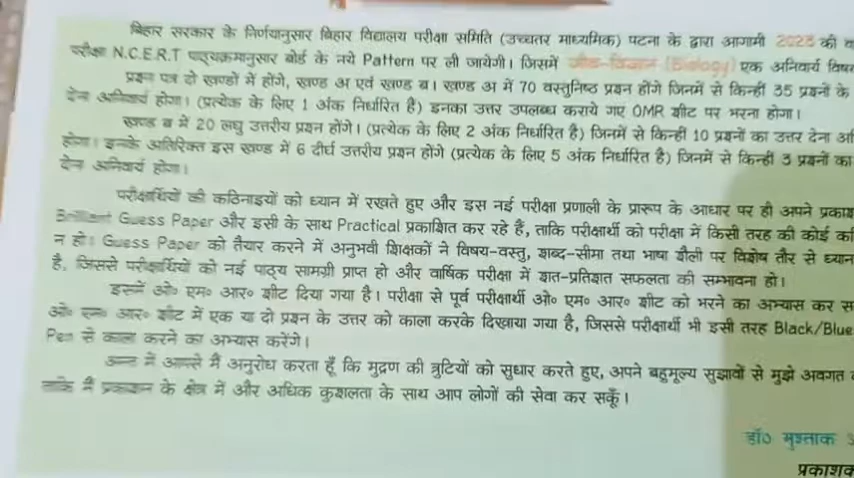 बिहार सरकार के निर्णयानुसार बिहार विद्यालय परीक्षा समिति (उच्चतर माध्यमिक) पटना के द्वारा आगामी 2023 की
परीक्षा N.C.E.R.T पाठ्यक्रमानुसार बोर्ड के नये Pattern पर ली जायेगी। जिसमें जीव-विज्ञान (Biology) एक अनिवार्य विषय
प्रश्न पत्र दो खण्डों में होंगे, खण्ड अ एवं खण्ड ब। खण्ड अ में 70 वस्तुनिष्ठ प्रश्न होंगे जिनमें से किन्हीं 35 प्रश्नों के
देना अनिवार्य होगा। (प्रत्येक के लिए 1 अंक निर्धारित है) इनका उत्तर उपलब्ध कराये गए OMR शीट पर भरना होगा।
खण्ड ब में 20 लघु उत्तरीय प्रश्न होंगे। (प्रत्येक के लिए 2 अंक निर्धारित है) जिनमें से किन्हीं 10 प्रश्नों का उत्तर देना
होगा। इनके अतिरिक्त इस खण्ड में 6 दीर्घ उत्तरीय प्रश्न होंगे (प्रत्येक के लिए 5 अंक निर्धारित है) जिनमें से किन्हीं 3 प्रश्नों का
देना अनिवार्य होगा।
परीक्षार्थियों की कठिनाइयों को ध्यान में रखते हुए और इस नई परीक्षा प्रणाली के प्रारूप के आधार पर ही अपने
Brilliant Guess Paper और इसी के साथ Practical प्रकाशित कर रहे हैं, ताकि परीक्षार्थी को परीक्षा में किसी तरह की कोई
न हो। Guess Paper को तैयार करने में अनुभवी शिक्षकों ने विषय-वस्तु, शब्द-सीमा तथा भाषा शैली पर विशेष तौर से ध्यान
है, जिससे परीक्षार्थियों को नई पाठ्य सामग्री प्राप्त हो और वार्षिक परीक्षा में शत-प्रतिशत सफलता की सम्भावना हो।
इसमें ओ० एम० आर० शीट दिया गया है। परीक्षा से पूर्व परीक्षार्थी ओ० एम० आर० शीट को भरने का अभ्यास कर
ओ० एम० आर० शीट में एक या दो प्रश्न के उत्तर को काला करके दिखाया गया है, जिससे परीक्षार्थी भी इसी तरह Black/Blue
Pen से काला करने का अभ्यास करेंगे।
अन्त में आपसे मैं अनुरोध करता हूँ कि मुद्रण की त्रुटियों को सुधार करते हुए, अपने बहुमूल्य सुझावों से मुझे अवगत
ताकि मैं प्रकाशन के क्षेत्र में और अधिक कुशलता के साथ आप लोगों की सेवा कर सकूँ।
डॉ० मुश्ताक
प्रकाशक